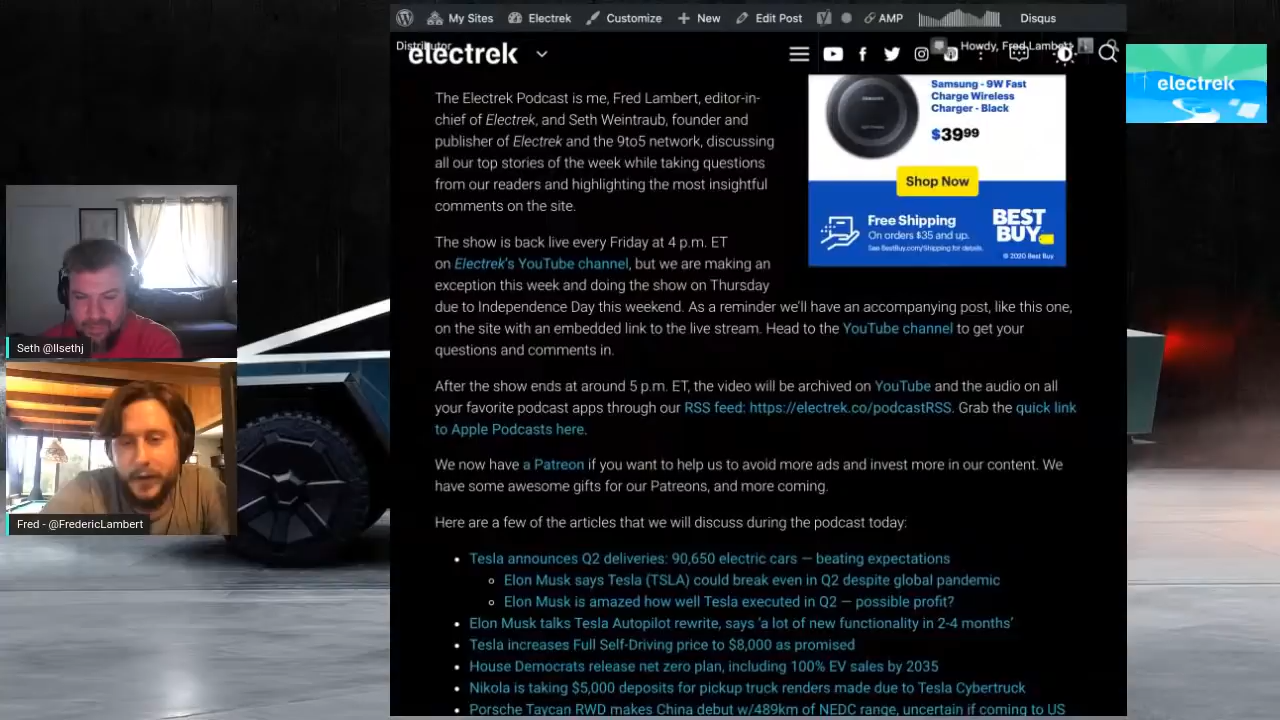 My Sites Electrek Customize New Edit Post AMP Disqus
Distributor
Howdy, Fred Lambert
electrek
The Electrek Podcast is me, Fred Lambert, editor-in-
chief of Electrek, and Seth Weintraub, founder and
publisher of Electrek and the 9to5 network, discussing
all our top stories of the week while taking questions
from our readers and highlighting the most insightful
comments on the site.
Samsung - 9W Fast
Charge Wireless
Charger - Black
$3999
Shop Now
Free Shipping
On orders $35 and up.
See BestBuy.com/Shipping for details.
BEST
BUY
© 2020 Best Buy
electrek
The show is back live every Friday at 4 p.m. ET
on Electrek's YouTube channel, but we are making an
exception this week and doing the show on Thursday
due to Independence Day this weekend. As a reminder we'll have an accompanying post, like this one,
on the site with an embedded link to the live stream. Head to the YouTube channel to get your
questions and comments in.
After the show ends at around 5 p.m. ET, the video will be archived on YouTube and the audio on all
your favorite podcast apps through our RSS feed: https://electrek.co/podcastRSS. Grab the quick link
to Apple Podcasts here.
We now have a Patreon if you want to help us to avoid more ads and invest more in our content. We
have some awesome gifts for our Patreons, and more coming.
Here are a few of the articles that we will discuss during the podcast today:
Tesla announces Q2 deliveries: 90,650 electric cars — beating expectations
Elon Musk says Tesla (TSLA) could break even in Q2 despite global pandemic
Elon Musk is amazed how well Tesla executed in Q2 — possible profit?
Elon Musk talks Tesla Autopilot rewrite, says 'a lot of new functionality in 2-4 months'
Tesla increases Full Self-Driving price to $8,000 as promised
House Democrats release net zero plan, including 100% EV sales by 2035
Nikola is taking $5,000 deposits for pickup truck renders made due to Tesla Cybertruck
Porsche Taycan RWD makes China debut w/489km of NEDC range, uncertain if coming to US
Seth @llsethj
Fred - @FredericLambert